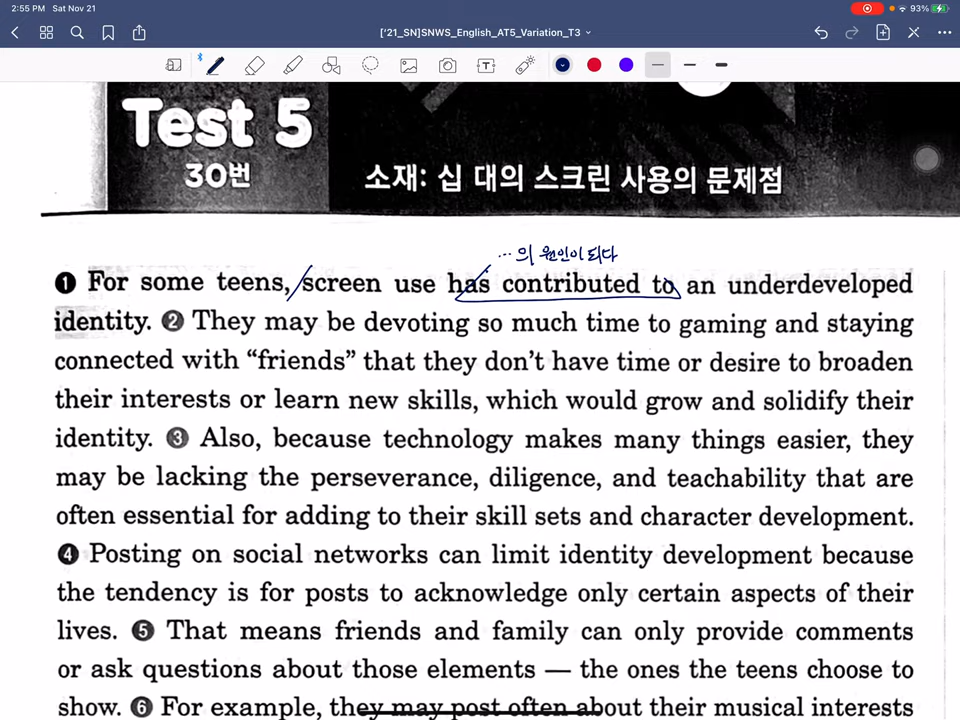 2:55 PM Sat Nov 21
93%
['21_SN]SNWS_English_AT5_Variation_T3
Test 5
30번
소재: 십 대의 스크린 사용의 문제점
… 의 원인이 되다
❶ For some teens, screen use has contributed to an underdeveloped
identity. ❷ They may be devoting so much time to gaming and staying
connected with “friends” that they don’t have time or desire to broaden
their interests or learn new skills, which would grow and solidify their
identity. ❸ Also, because technology makes many things easier, they
may be lacking the perseverance, diligence, and teachability that are
often essential for adding to their skill sets and character development.
❹ Posting on social networks can limit identity development because
the tendency is for posts to acknowledge only certain aspects of their
lives. ❺ That means friends and family can only provide comments
or ask questions about those elements — the ones the teens choose to
show. ❻ For example, they may post often about their musical interests